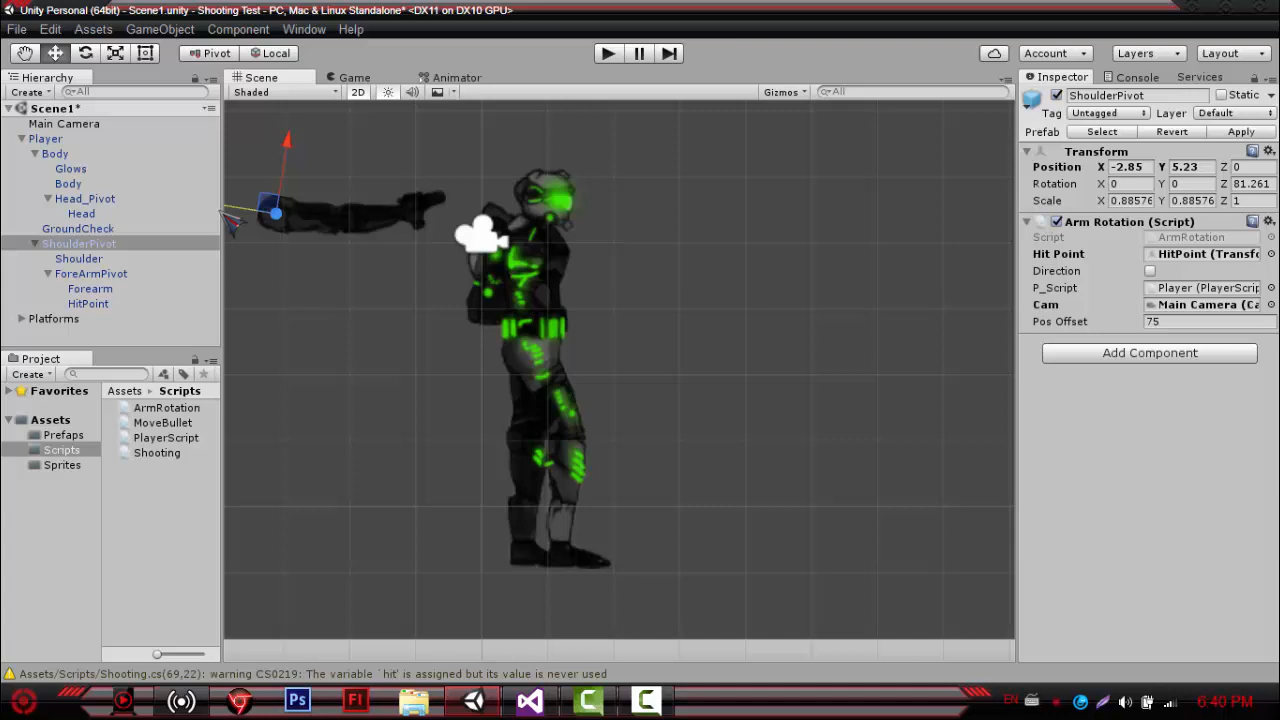 Unity Personal (64bit) - Scene1.unity - Shooting Test - PC, Mac & Linux Standalone* <DX11 on DX10 GPU>
File Edit Assets GameObject Component Window Help
Pivot Local Account Layers Layout
Hierarchy
Create All
Scene1*
Main Camera
Player
Body
Glows
Body
Head_Pivot
Head
GroundCheck
ShoulderPivot
Shoulder
ForeArmPivot
Forearm
HitPoint
Platforms
Project
Create
Favorites
Assets
Prefaps
Scripts
Sprites
Assets Scripts
ArmRotation
MoveBullet
PlayerScript
Shooting
Scene Game Animator
Shaded 2D Gizmos All
Inspector Console Services
ShoulderPivot Static
Tag Untagged Layer Default
Prefab Select Revert Apply
Transform
Position X -2.85 Y 5.23 Z 0
Rotation X 0 Y 0 Z 81.261
Scale X 0.88576 Y 0.88576 Z 1
Arm Rotation (Script)
Script ArmRotation
Hit Point HitPoint (Transfo
Direction
P_Script Player (PlayerScrip
Cam Main Camera (Ca
Pos Offset 75
Add Component
Assets/Scripts/Shooting.cs(69,22): warning CS0219: The variable `hit' is assigned but its value is never used
Ps Fl EN 6:40 PM